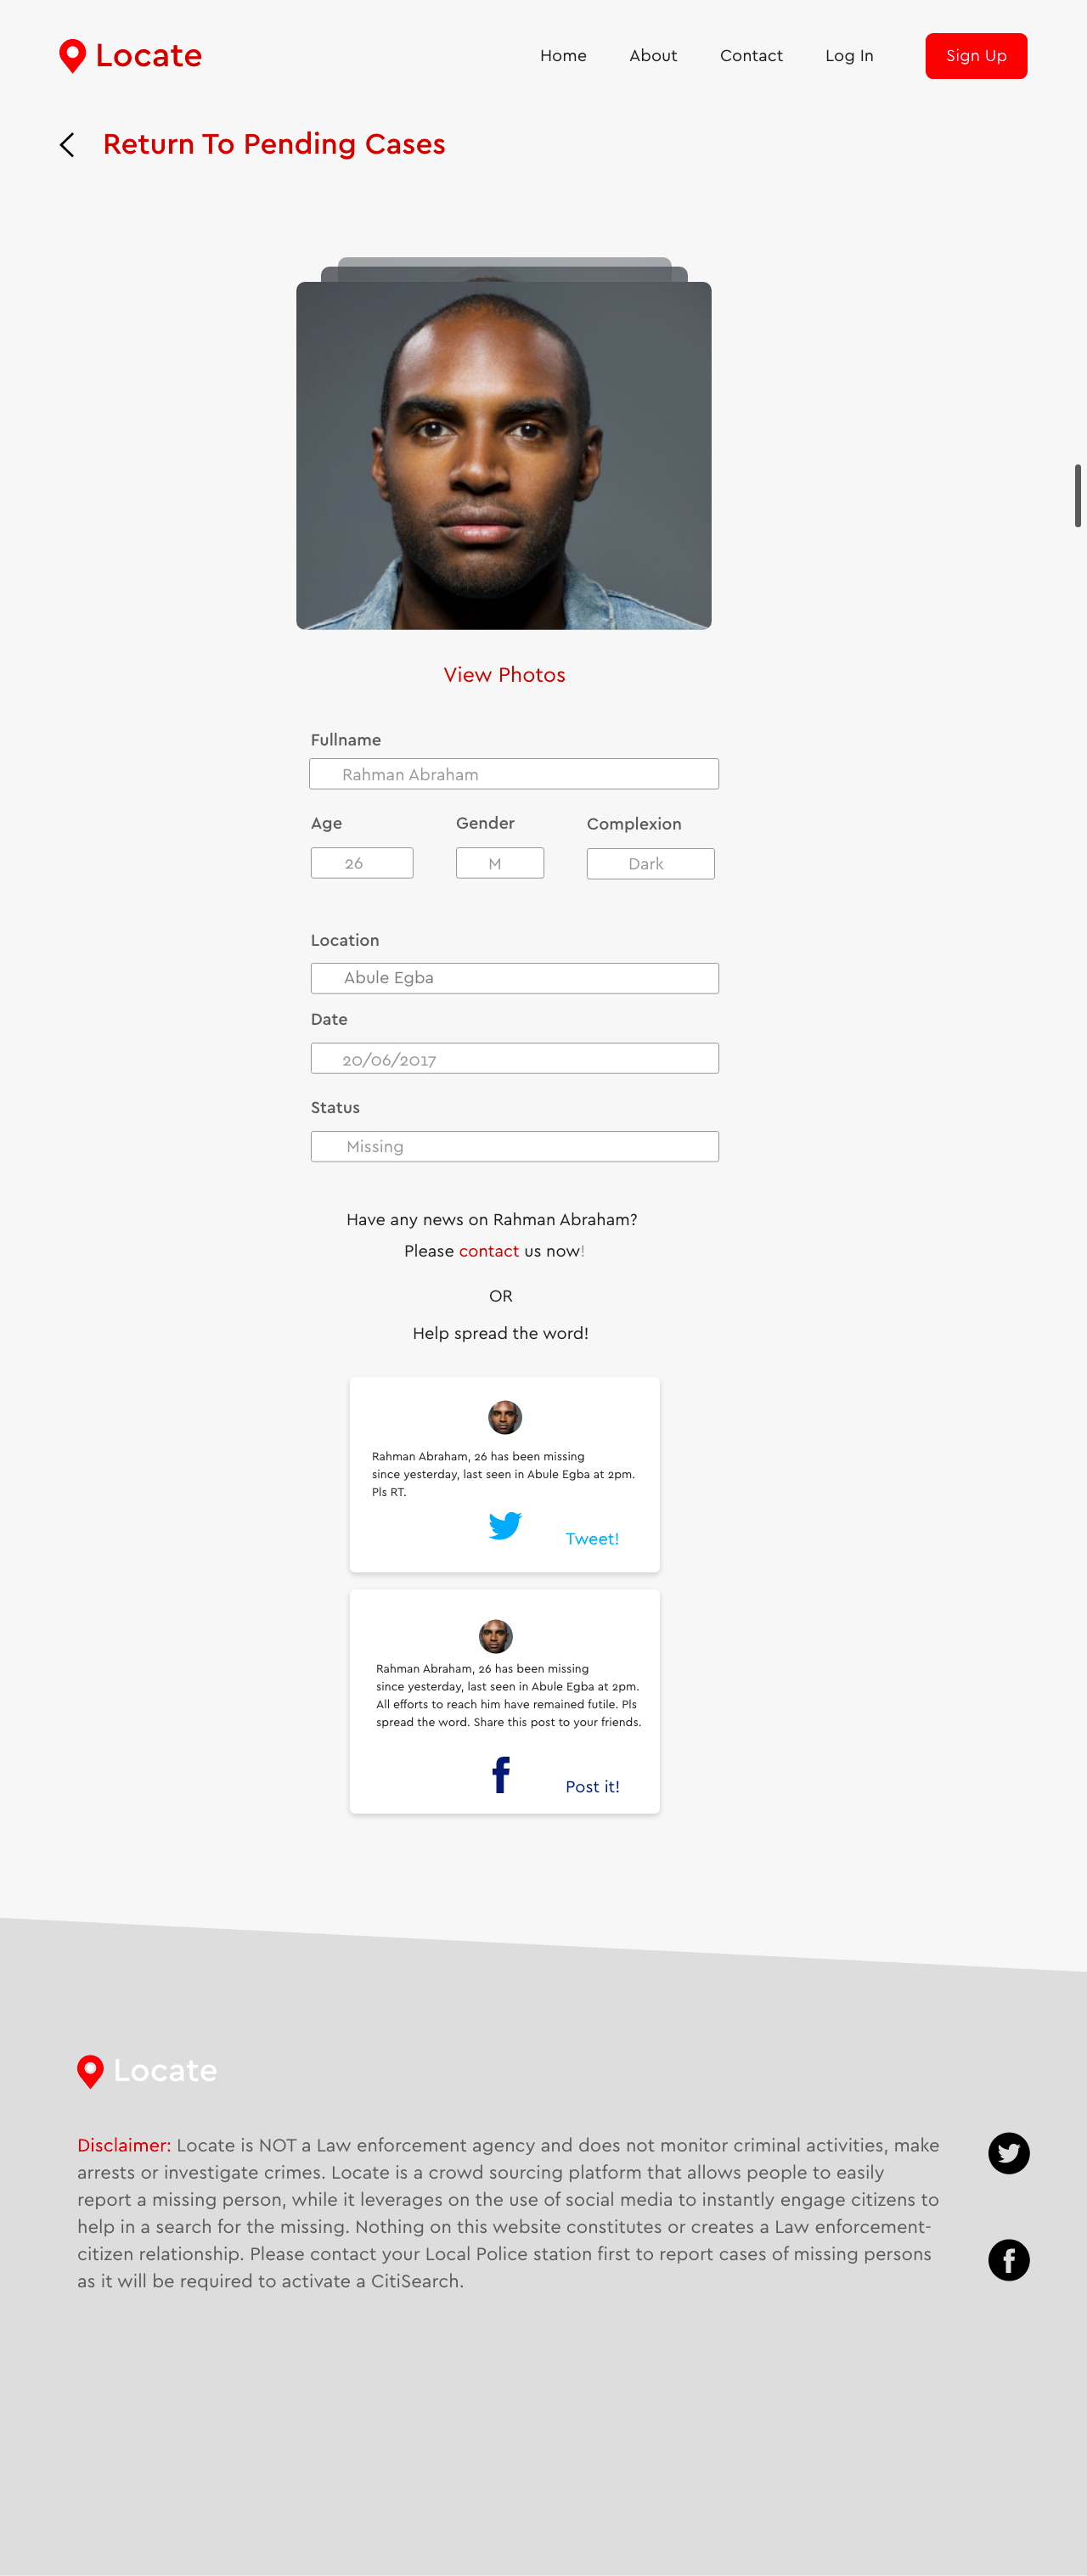 Locate
Home About Contact Log In Sign Up
Return To Pending Cases
View Photos
Fullname
Rahman Abraham
Age Gender Complexion
26 M Dark
Location
Abule Egba
Date
20/06/2017
Status
Missing
Have any news on Rahman Abraham?
Please contact us now!
OR
Help spread the word!
Rahman Abraham, 26 has been missing
since yesterday, last seen in Abule Egba at 2pm.
Pls RT.
Tweet!
Rahman Abraham, 26 has been missing
since yesterday, last seen in Abule Egba at 2pm.
All efforts to reach him have remained futile. Pls
spread the word. Share this post to your friends.
Post it!
Locate
Disclaimer: Locate is NOT a Law enforcement agency and does not monitor criminal activities, make
arrests or investigate crimes. Locate is a crowd sourcing platform that allows people to easily
report a missing person, while it leverages on the use of social media to instantly engage citizens to
help in a search for the missing. Nothing on this website constitutes or creates a Law enforcement-
citizen relationship. Please contact your Local Police station first to report cases of missing persons
as it will be required to activate a CitiSearch.